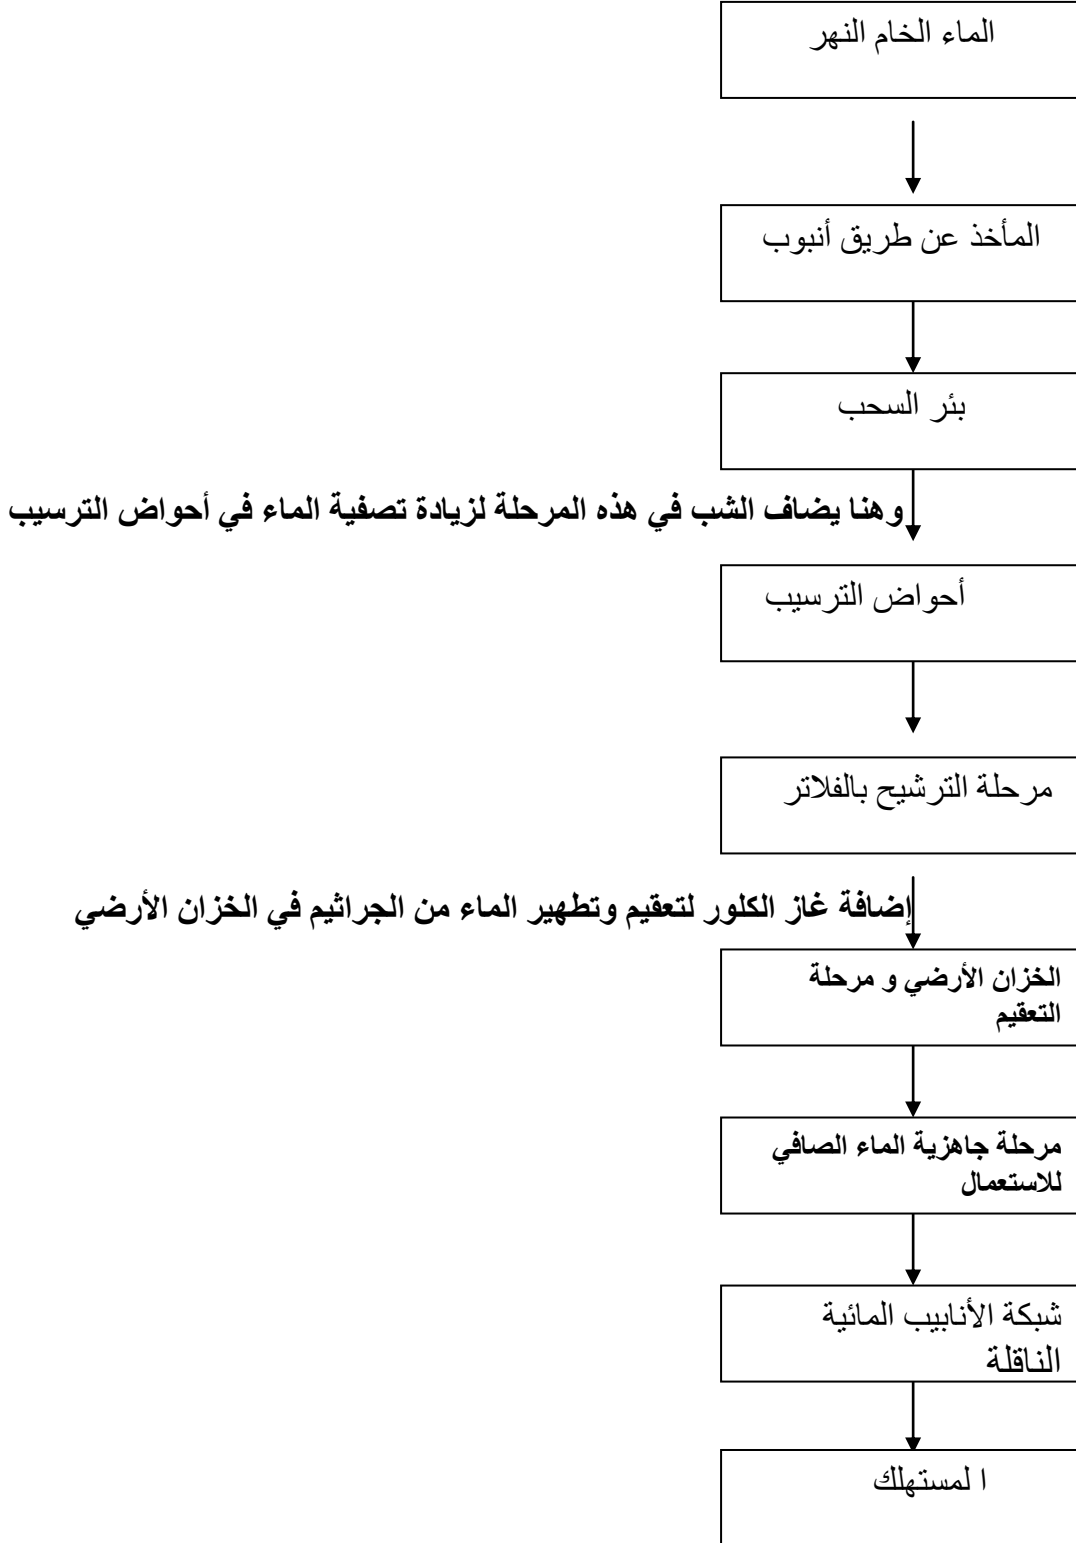 الماء الخام النهر
المأخذ عن طريق أنبوب
بئر السحب
وهنا يضاف الشب في هذه المرحلة لزيادة تصفية الماء في أحواض الترسيب
أحواض الترسيب
مرحلة الترشيح بالفلاتر
إضافة غاز الكلور لتعقيم وتطهير الماء من الجراثيم في الخزان الأرضي
الخزان الأرضي و مرحلة
التعقيم
مرحلة جاهزية الماء الصافي
للاستعمال
شبكة الأنابيب المائية
الناقلة
ا لمستهلك